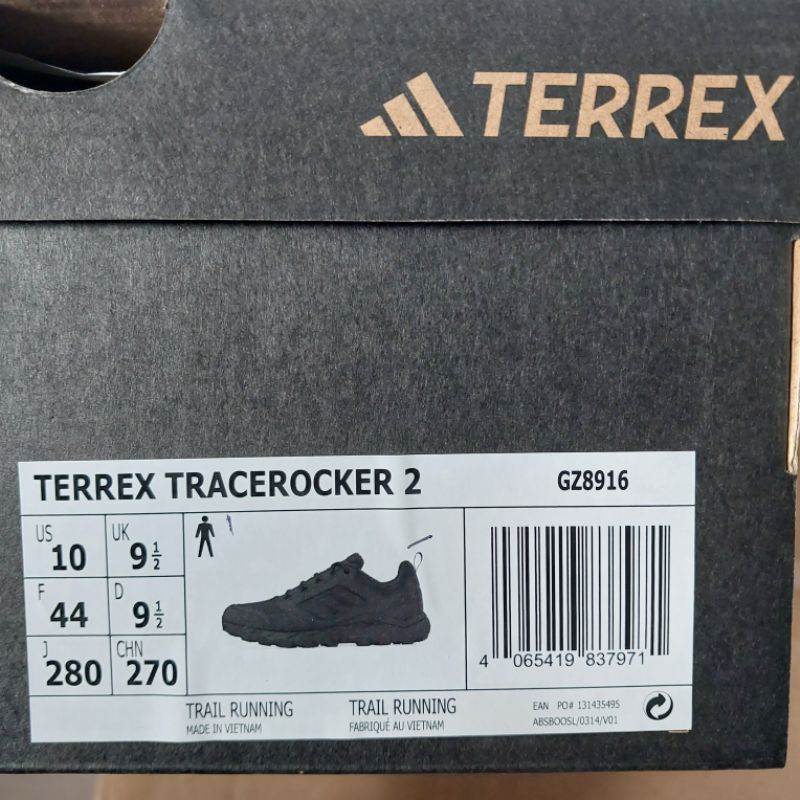 TERREX
TERREX TRACEROCKER 2 GZ8916
US 10 UK 9 1/2
F 44 D 9 1/2
J 280 CHN 270
4 065419 837971
TRAIL RUNNING TRAIL RUNNING
MADE IN VIETNAM FABRIQUÉ AU VIETNAM
EAN PO# 131435495
ABSBOOSL/0314/V01